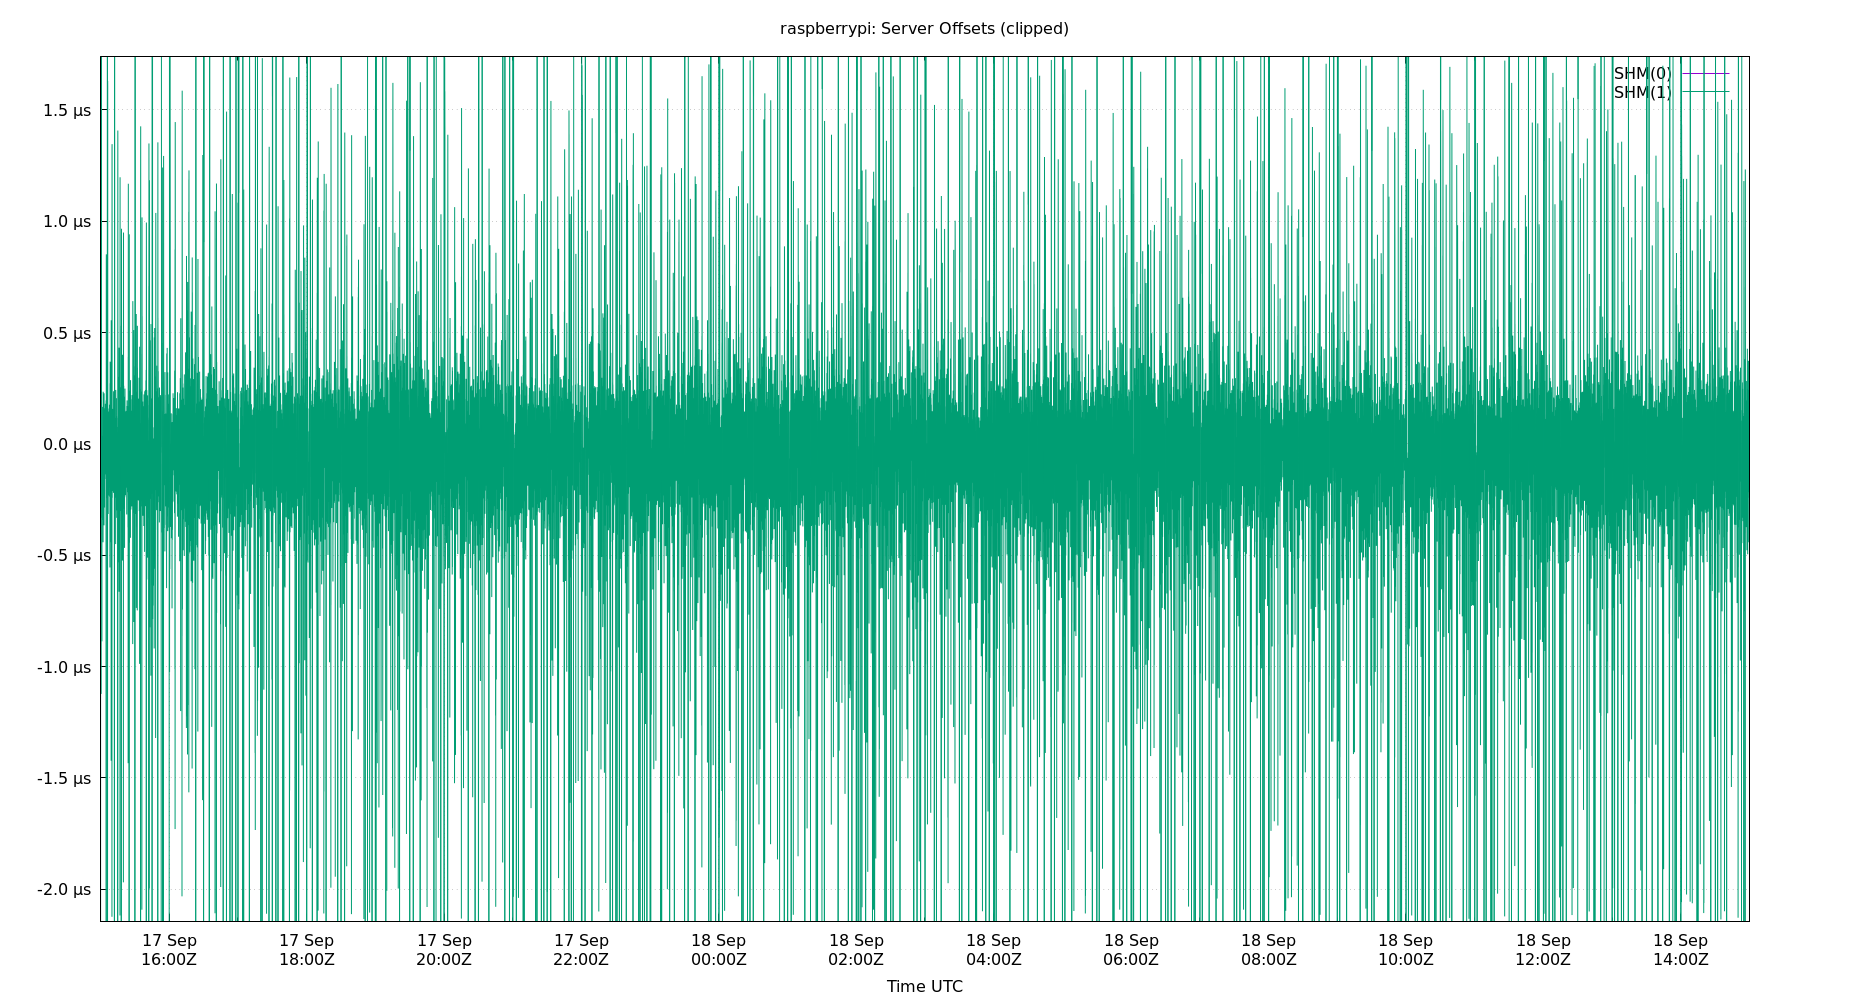 raspberrypi: Server Offsets (clipped)
SHM(0)
SHM(1)
1.5 µs
1.0 µs
0.5 µs
0.0 µs
-0.5 µs
-1.0 µs
-1.5 µs
-2.0 µs
17 Sep 17 Sep 17 Sep 17 Sep 18 Sep 18 Sep 18 Sep 18 Sep 18 Sep 18 Sep 18 Sep 18 Sep
16:00Z 18:00Z 20:00Z 22:00Z 00:00Z 02:00Z 04:00Z 06:00Z 08:00Z 10:00Z 12:00Z 14:00Z
Time UTC